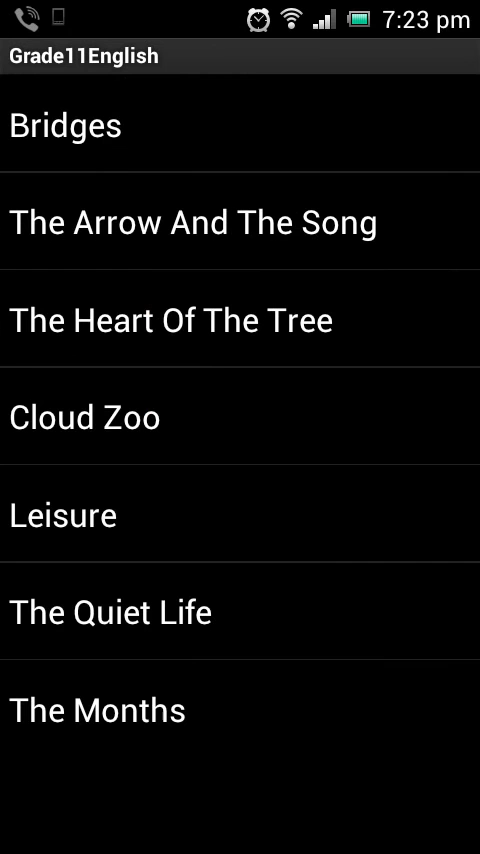 7:23 pm
Grade11English
Bridges
The Arrow And The Song
The Heart Of The Tree
Cloud Zoo
Leisure
The Quiet Life
The Months